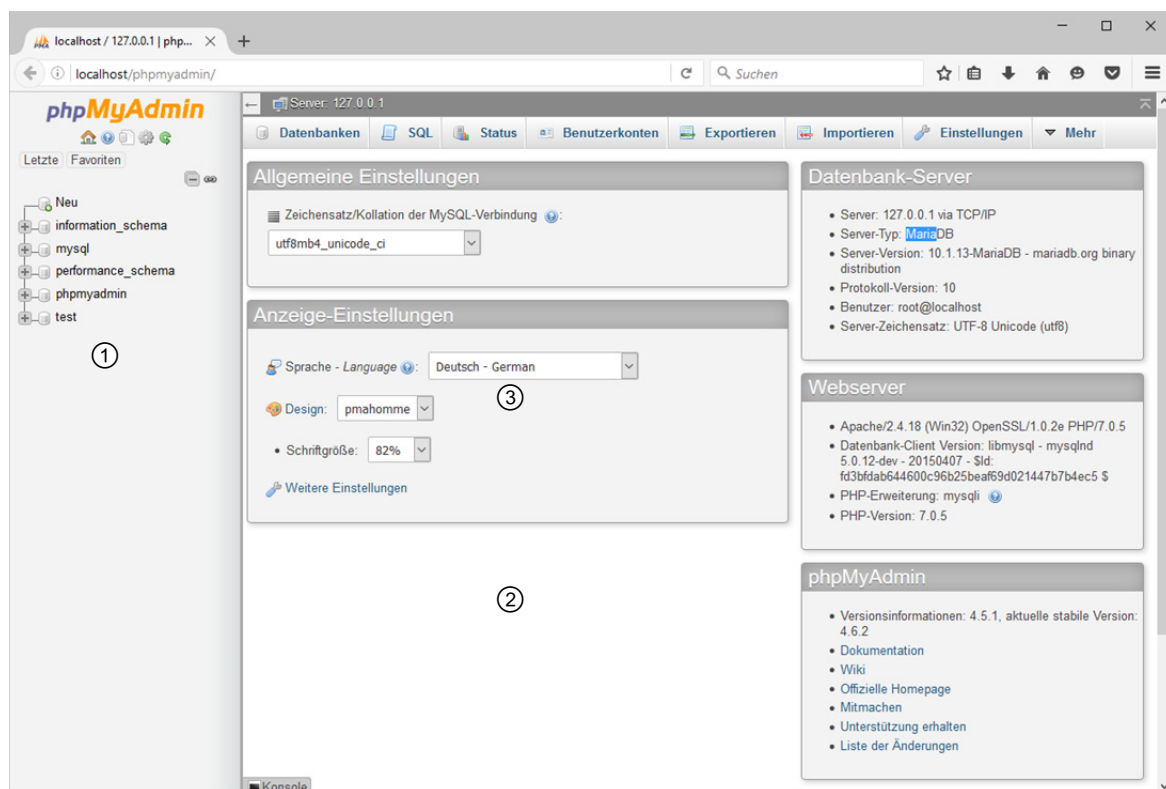 localhost / 127.0.0.1 | php...
localhost/phpmyadmin/
Suchen
phpMyAdmin
Letzte Favoriten
Neu
information_schema
mysql
performance_schema
phpmyadmin
test
①
Server: 127.0.0.1
Datenbanken SQL Status Benutzerkonten Exportieren Importieren Einstellungen Mehr
Allgemeine Einstellungen
Zeichensatz/Kollation der MySQL-Verbindung :
utf8mb4_unicode_ci
Anzeige-Einstellungen
Sprache - Language : Deutsch - German
③
Design: pmahomme
• Schriftgröße: 82%
Weitere Einstellungen
②
Konsole
Datenbank-Server
• Server: 127.0.0.1 via TCP/IP
• Server-Typ: MariaDB
• Server-Version: 10.1.13-MariaDB - mariadb.org binary
distribution
• Protokoll-Version: 10
• Benutzer: root@localhost
• Server-Zeichensatz: UTF-8 Unicode (utf8)
Webserver
• Apache/2.4.18 (Win32) OpenSSL/1.0.2e PHP/7.0.5
• Datenbank-Client Version: libmysql - mysqlnd
5.0.12-dev - 20150407 - $Id:
fd3bfdab644600c96b25beaf69d021447b7b4ec5 $
• PHP-Erweiterung: mysqli
• PHP-Version: 7.0.5
phpMyAdmin
• Versionsinformationen: 4.5.1, aktuelle stabile Version:
4.6.2
• Dokumentation
• Wiki
• Offizielle Homepage
• Mitmachen
• Unterstützung erhalten
• Liste der Änderungen